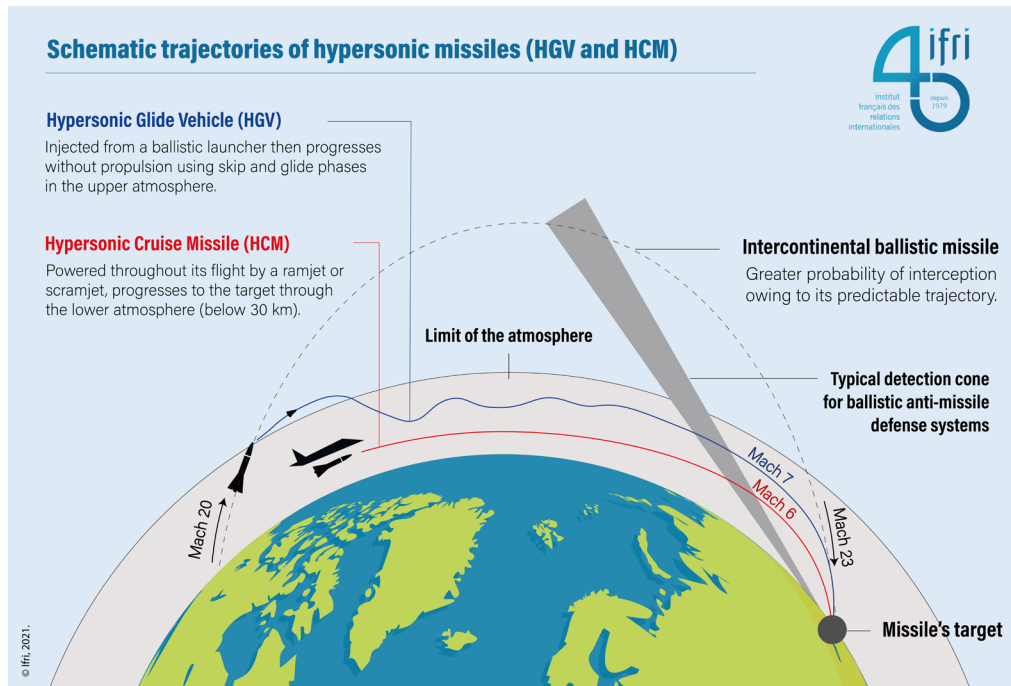 Schematic trajectories of hypersonic missiles (HGV and HCM)
ifri
45
institut
français des
relations
internationales
depuis
1979
Hypersonic Glide Vehicle (HGV)
Injected from a ballistic launcher then progresses
without propulsion using skip and glide phases
in the upper atmosphere.
Hypersonic Cruise Missile (HCM)
Powered throughout its flight by a ramjet or
scramjet, progresses to the target through
the lower atmosphere (below 30 km).
Intercontinental ballistic missile
Greater probability of interception
owing to its predictable trajectory.
Limit of the atmosphere
Typical detection cone
for ballistic anti-missile
defense systems
Mach 7
Mach 6
Mach 20
Mach 23
Missile's target
© Ifri, 2021.